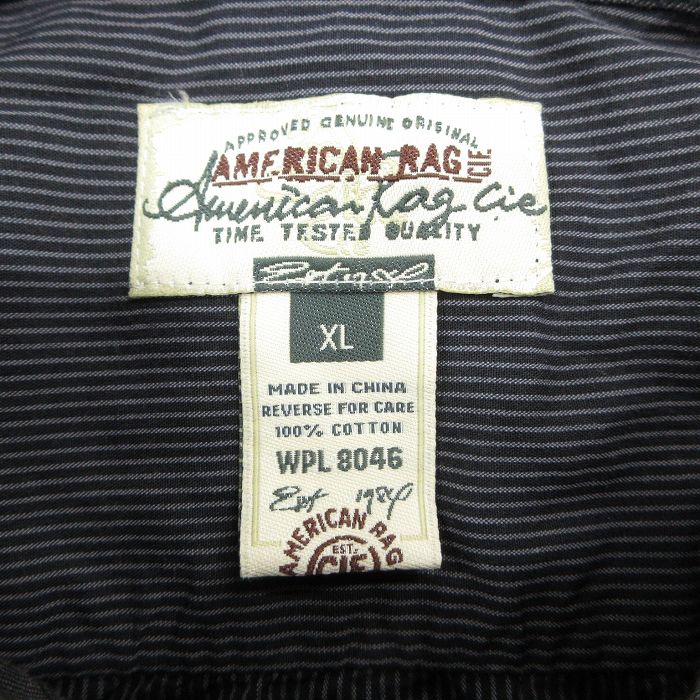 APPROVED GENUINE ORIGINAL
AMERICAN RAG CIE
American Rag Cie
TIME TESTED QUALITY
XL
MADE IN CHINA
REVERSE FOR CARE
100% COTTON
WPL 8046
Est 1984
AMERICAN RAG
EST.
CIE